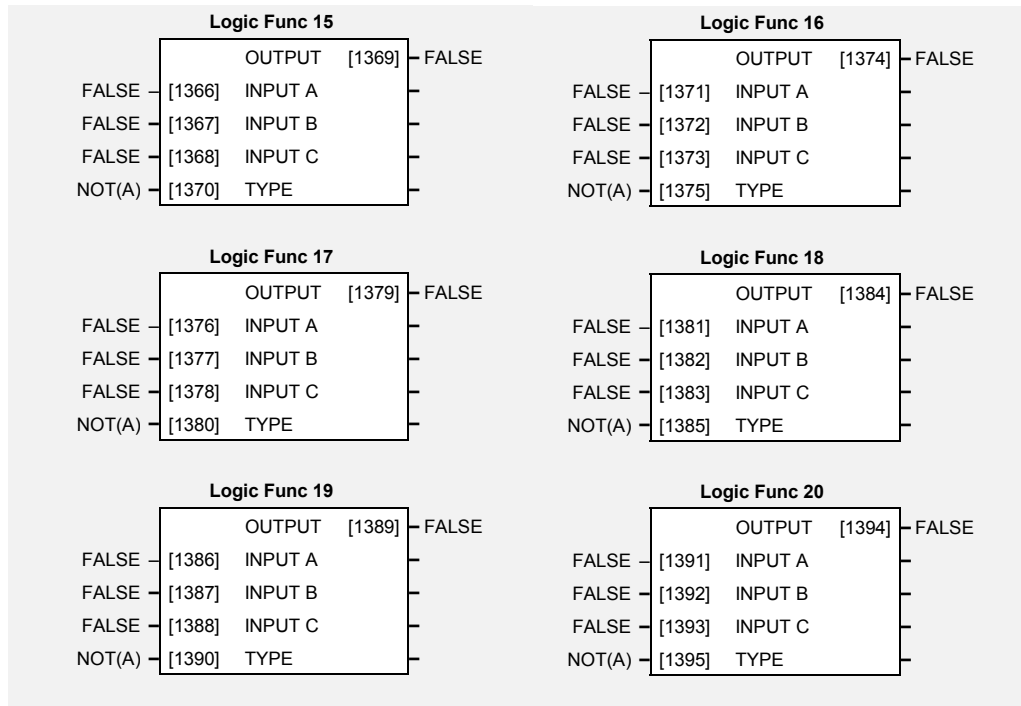 Logic Func 15
OUTPUT [1369] FALSE
FALSE [1366] INPUT A
FALSE [1367] INPUT B
FALSE [1368] INPUT C
NOT(A) [1370] TYPE
Logic Func 16
OUTPUT [1374] FALSE
FALSE [1371] INPUT A
FALSE [1372] INPUT B
FALSE [1373] INPUT C
NOT(A) [1375] TYPE
Logic Func 17
OUTPUT [1379] FALSE
FALSE [1376] INPUT A
FALSE [1377] INPUT B
FALSE [1378] INPUT C
NOT(A) [1380] TYPE
Logic Func 18
OUTPUT [1384] FALSE
FALSE [1381] INPUT A
FALSE [1382] INPUT B
FALSE [1383] INPUT C
NOT(A) [1385] TYPE
Logic Func 19
OUTPUT [1389] FALSE
FALSE [1386] INPUT A
FALSE [1387] INPUT B
FALSE [1388] INPUT C
NOT(A) [1390] TYPE
Logic Func 20
OUTPUT [1394] FALSE
FALSE [1391] INPUT A
FALSE [1392] INPUT B
FALSE [1393] INPUT C
NOT(A) [1395] TYPE